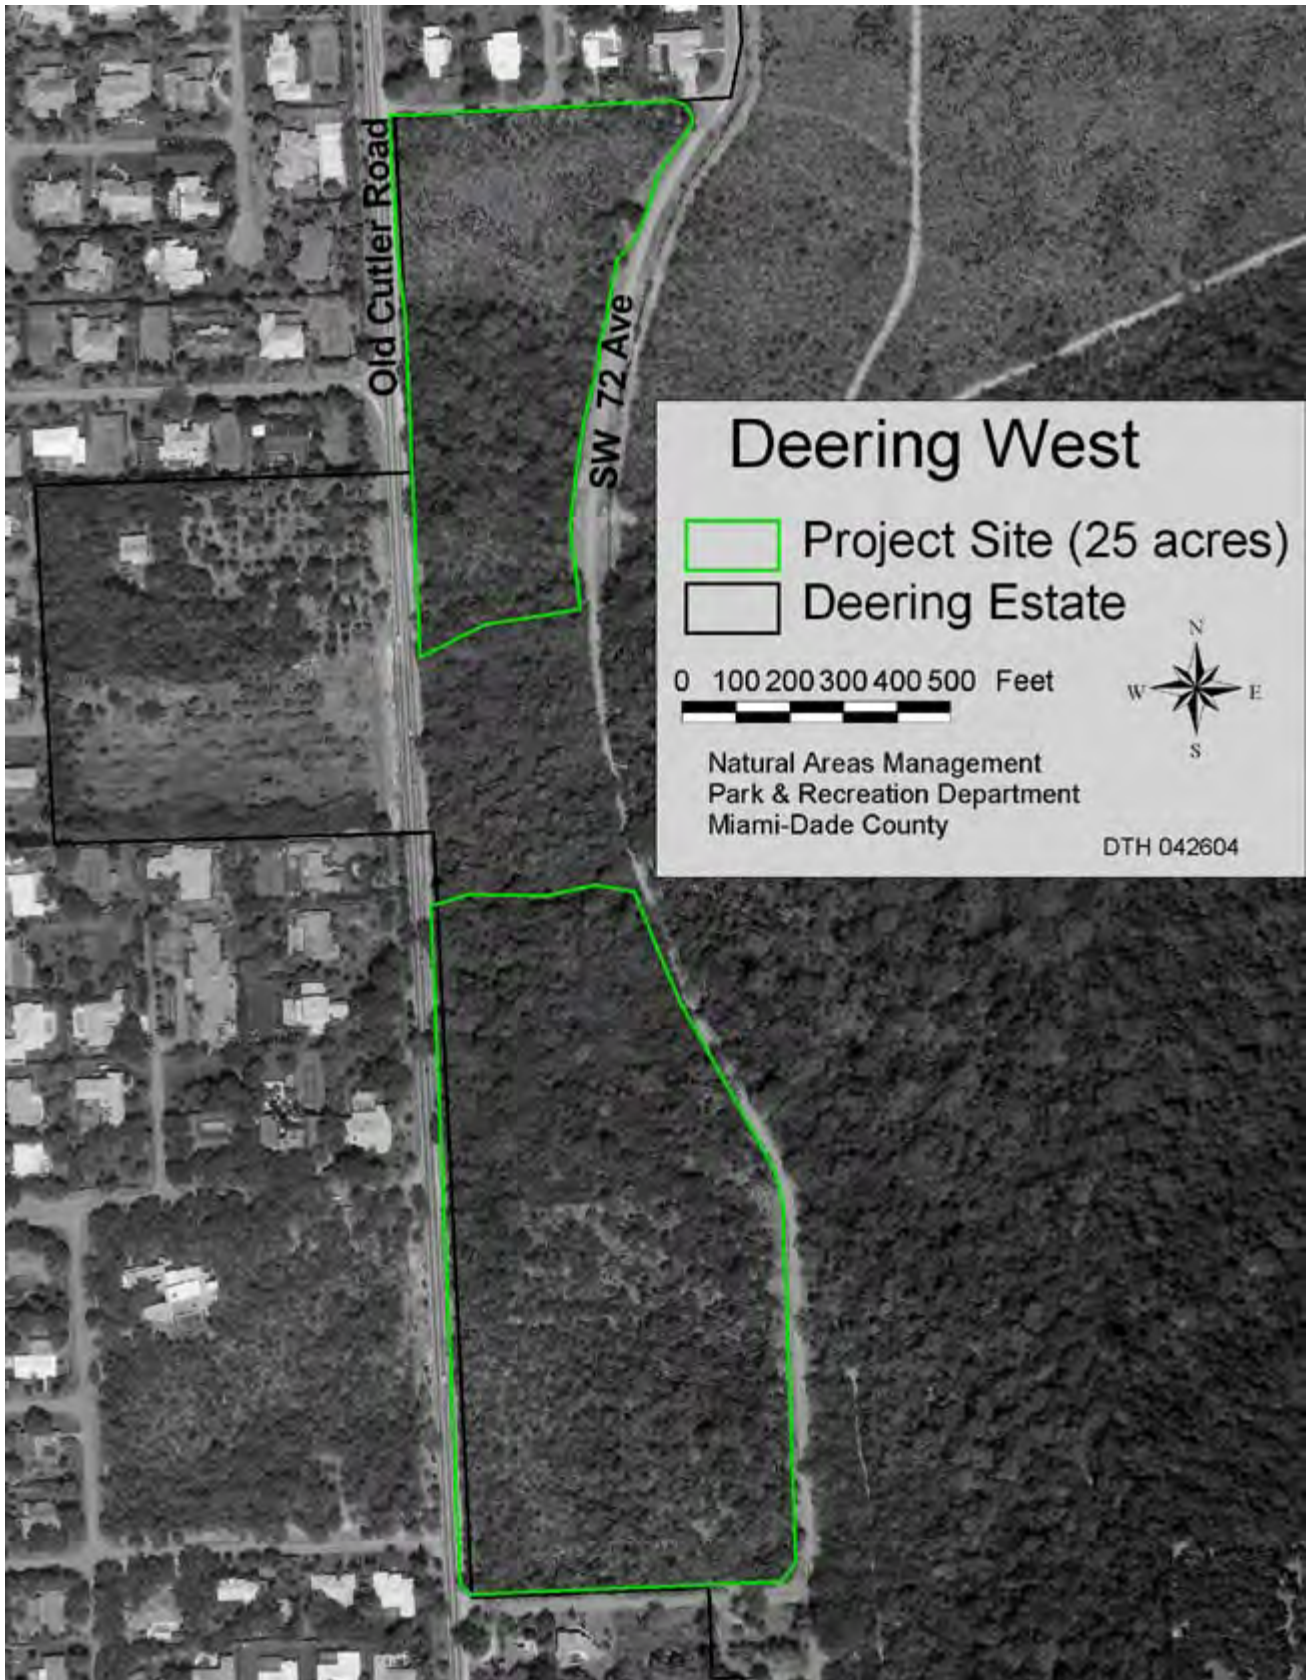 Old Cutler Road
SW 72 Ave
Deering West
Project Site (25 acres)
Deering Estate
0 100 200 300 400 500 Feet
N
W E
S
Natural Areas Management
Park & Recreation Department
Miami-Dade County
DTH 042604